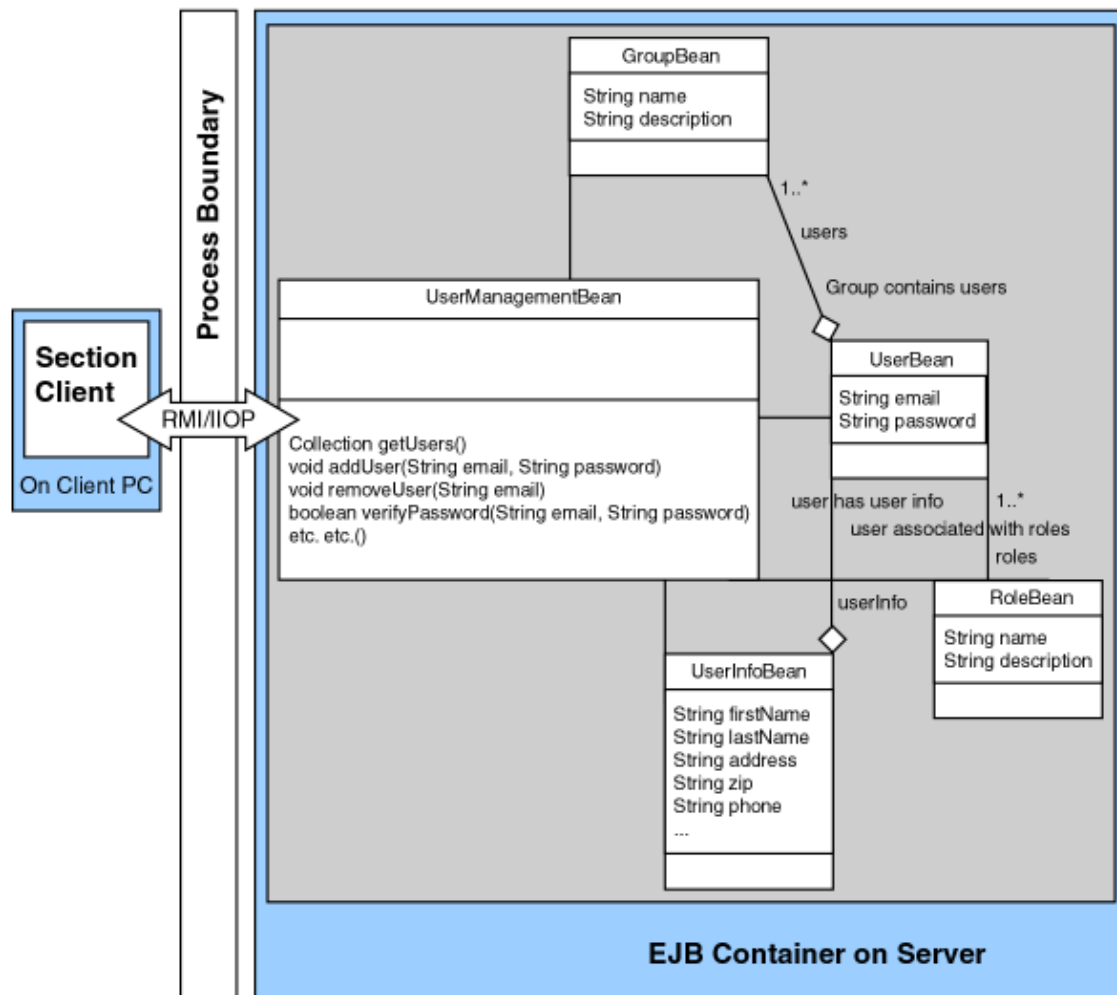 GroupBean
String name
String description
1..*
users
Group contains users
Process Boundary
UserManagementBean
Section
Client
RMI/IIOP
On Client PC
Collection getUsers()
void addUser(String email, String password)
void removeUser(String email)
boolean verifyPassword(String email, String password)
etc. etc.()
UserBean
String email
String password
user has user info
1..*
user associated with roles
roles
userInfo
RoleBean
String name
String description
UserInfoBean
String firstName
String lastName
String address
String zip
String phone
...
EJB Container on Server